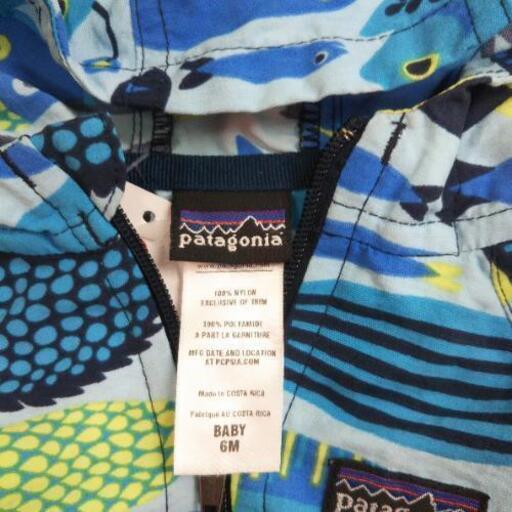 patagonia
100% NYLON
EXCLUSIVE OF TRIM
100% POLYAMIDE
A PART LA GARNITURE
MFG DATE AND LOCATION
AT PCPSIA.COM
Made in COSTA RICA
Fabriqué AU COSTA RICA
BABY
6M
patagonia